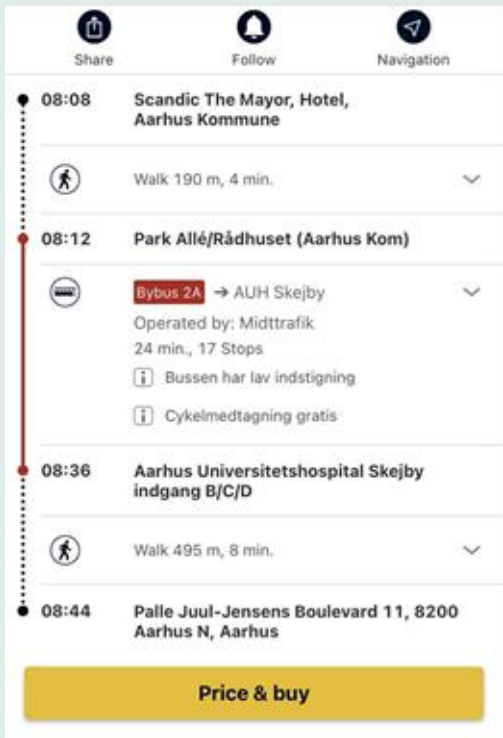 Share
Follow
Navigation
08:08
Scandic The Mayor, Hotel,
Aarhus Kommune
Walk 190 m, 4 min.
08:12
Park Allé/Rådhuset (Aarhus Kom)
Bybus 2A → AUH Skejby
Operated by: Midttrafik
24 min., 17 Stops
Bussen har lav indstigning
Cykelmedtagning gratis
08:36
Aarhus Universitetshospital Skejby
indgang B/C/D
Walk 495 m, 8 min.
08:44
Palle Juul-Jensens Boulevard 11, 8200
Aarhus N, Aarhus
Price & buy